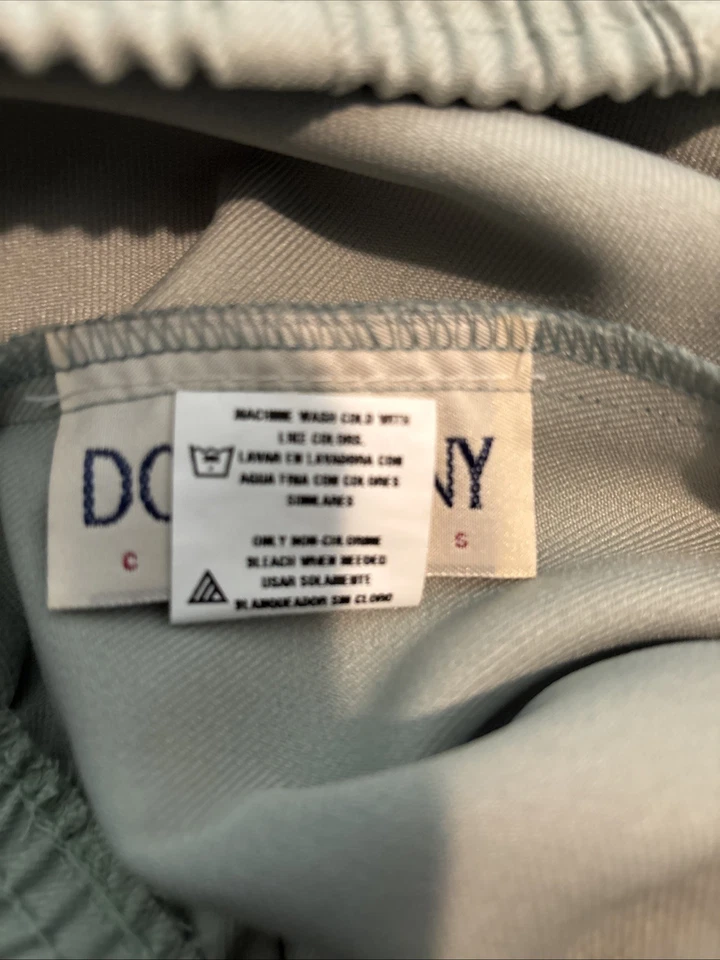 DO NY
C S
MACHINE WASH COLD WITH
LIKE COLORS.
LAVAR EN LAVADORA CON
AGUA FRIA CON COLORES
SIMILARES
ONLY NON-CHLORINE
BLEACH WHEN NEEDED
USAR SOLAMENTE
BLANQUEADOR SIN CLORO